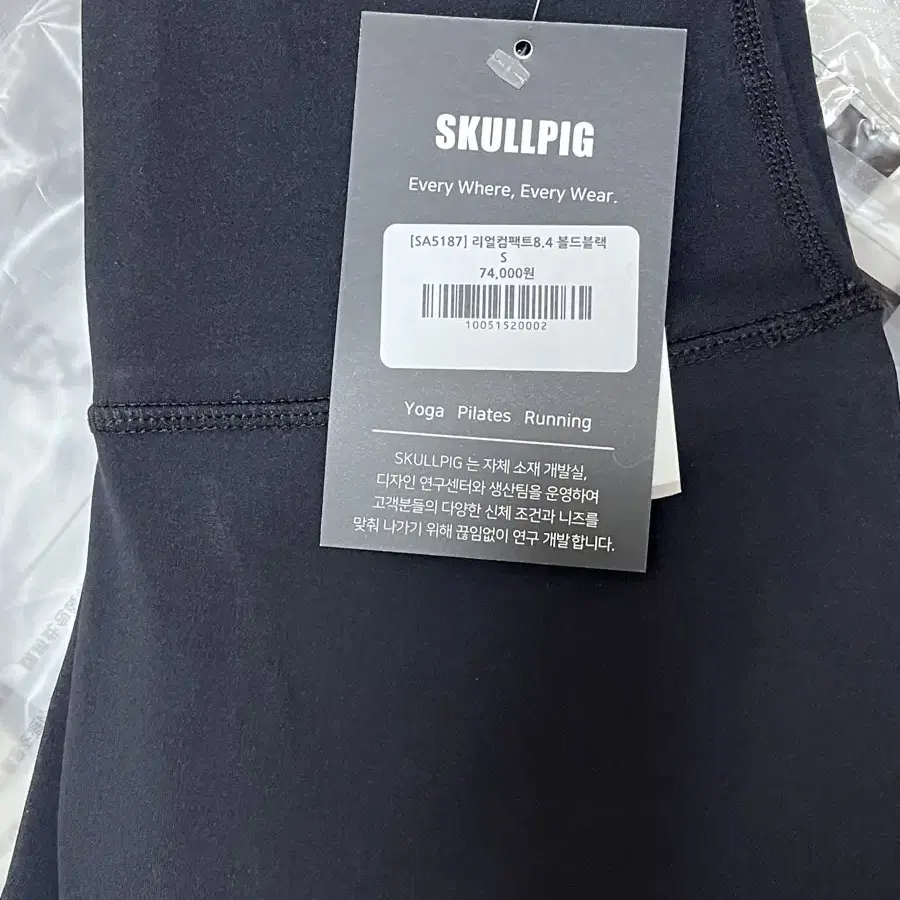 SKULLPIG
Every Where, Every Wear.
[SA5187] 리얼컴팩트8.4 볼드블랙
S
74,000원
10051520002
Yoga Pilates Running
SKULLPIG 는 자체 소재 개발실,
디자인 연구센터와 생산팀을 운영하여
고객분들의 다양한 신체 조건과 니즈를
맞춰 나가기 위해 끊임없이 연구 개발합니다.